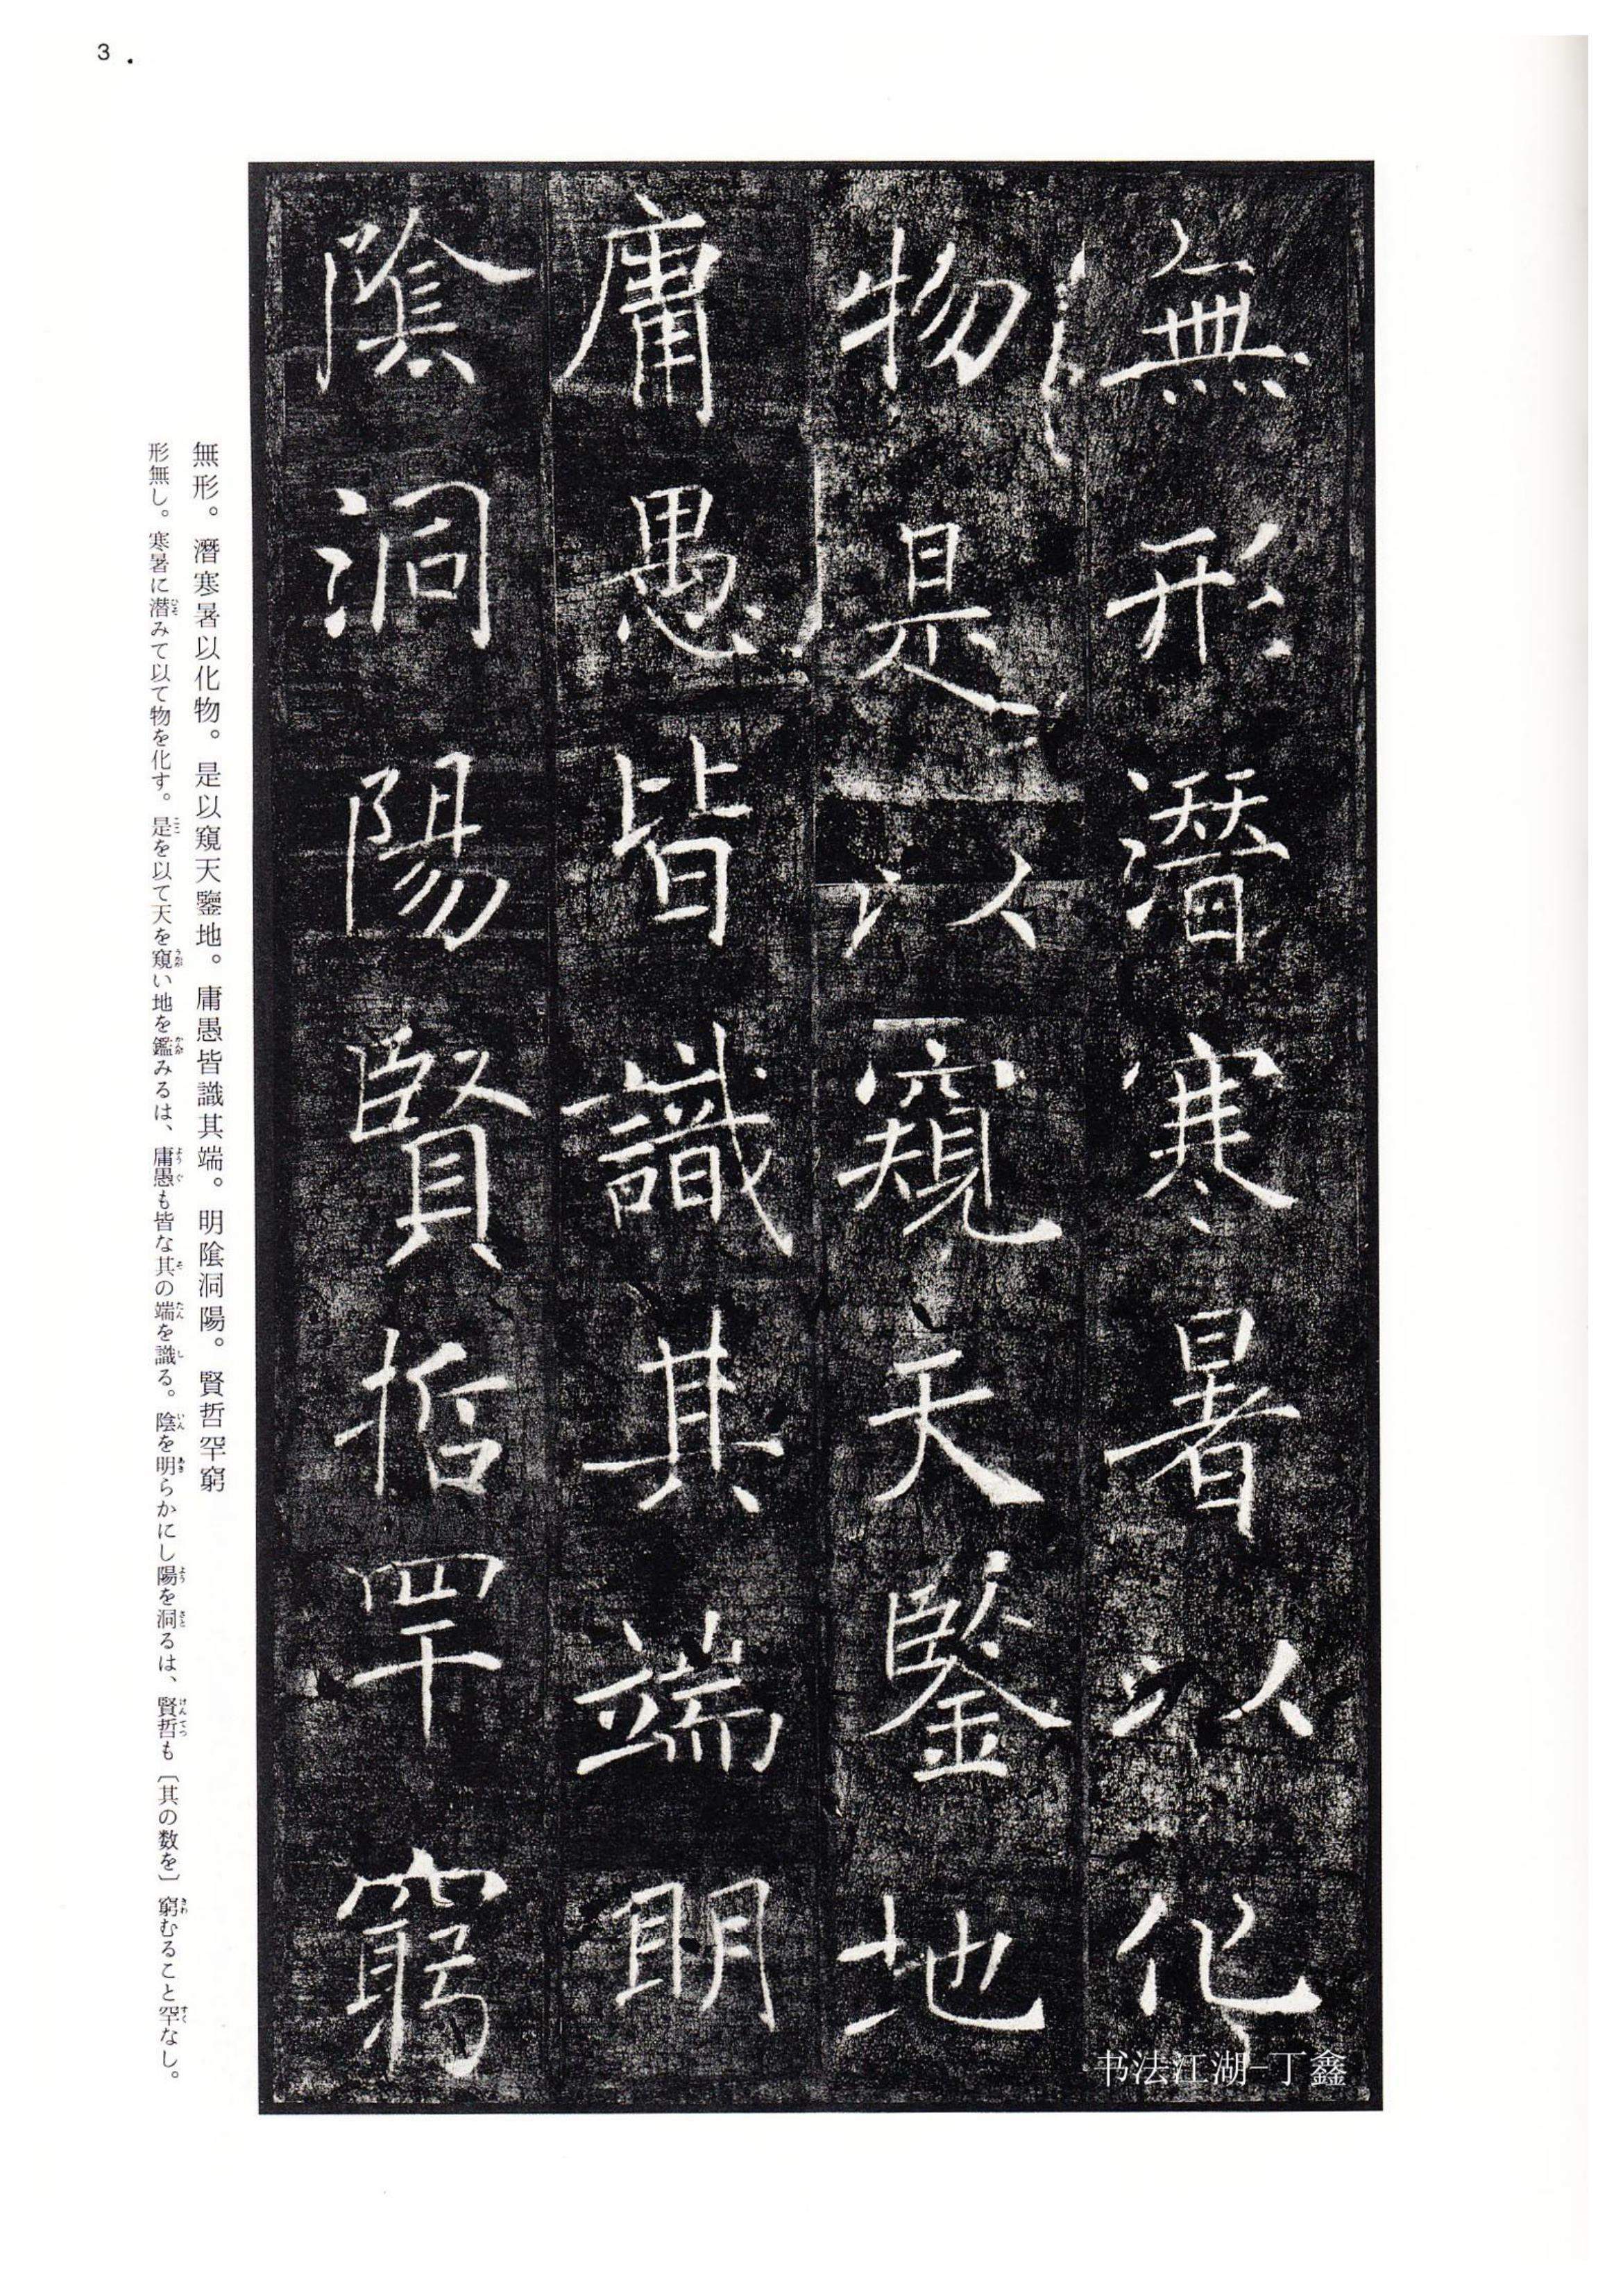 3
無形潛寒暑以化
物是以窺天鑒地
庸愚皆識其端明
陰洞陽賢哲罕窮
無形。潛寒暑以化物。是以窺天鑒地。庸愚皆識其端。明陰洞陽。賢哲罕窮
形無し。寒暑に潜みて以て物を化す。是を以て天を窺い地を鑑みるは、庸愚も皆な其の端を識る。陰を明らかにし陽を洞るは、賢哲も〔其の数を〕窮むること罕なし。
书法江湖-丁鑫